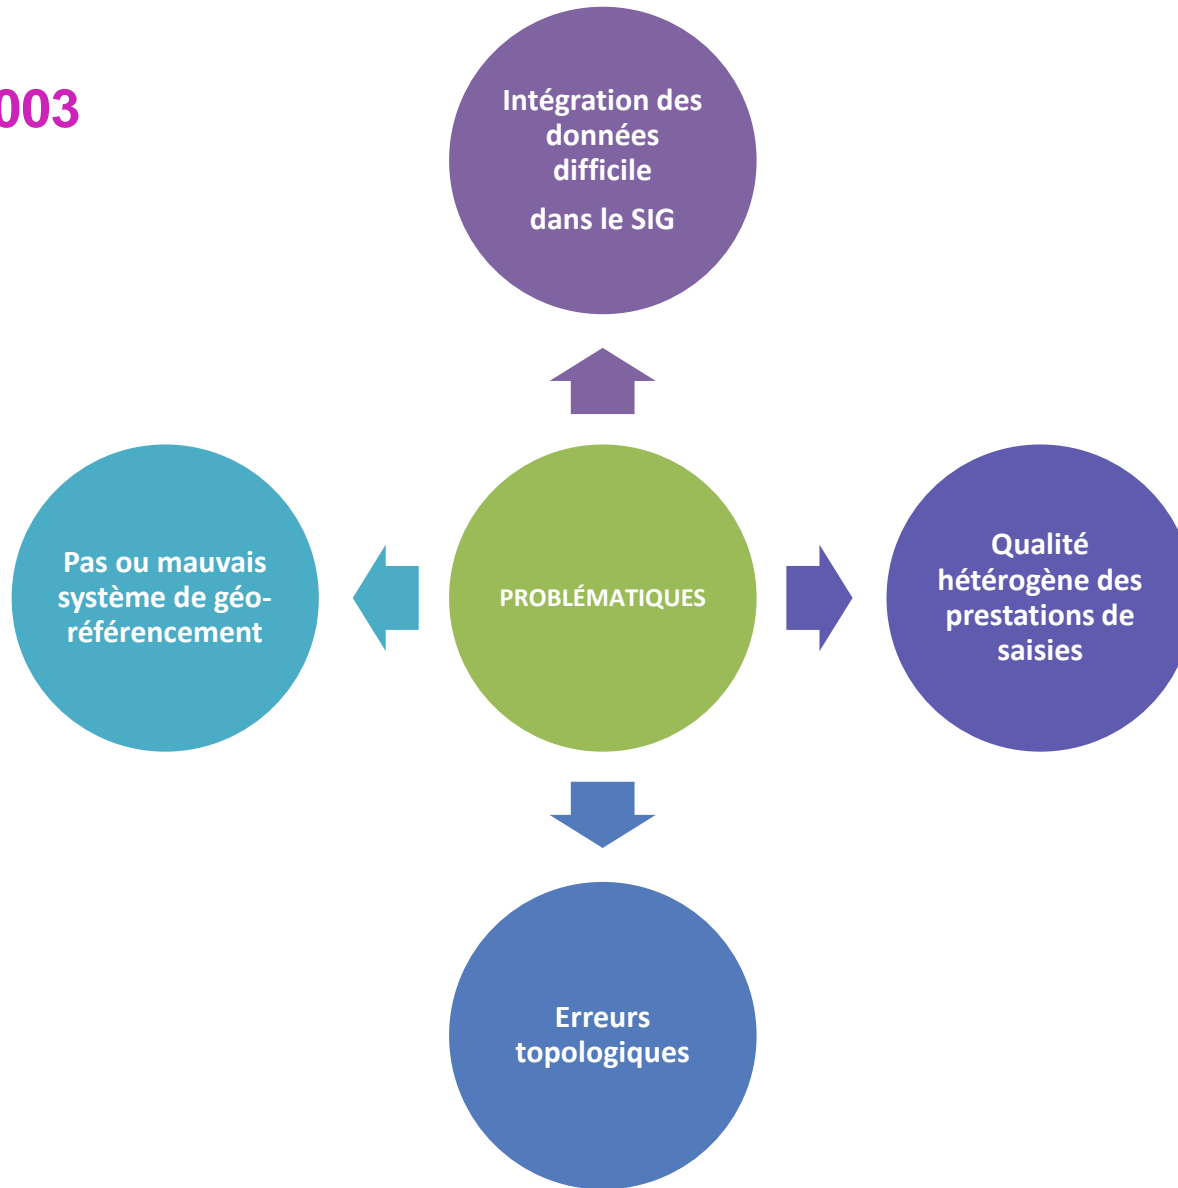 003
Intégration des
données
difficile
dans le SIG
Pas ou mauvais
système de géo-
référencement
PROBLÉMATIQUES
Qualité
hétérogène des
prestations de
saisies
Erreurs
topologiques